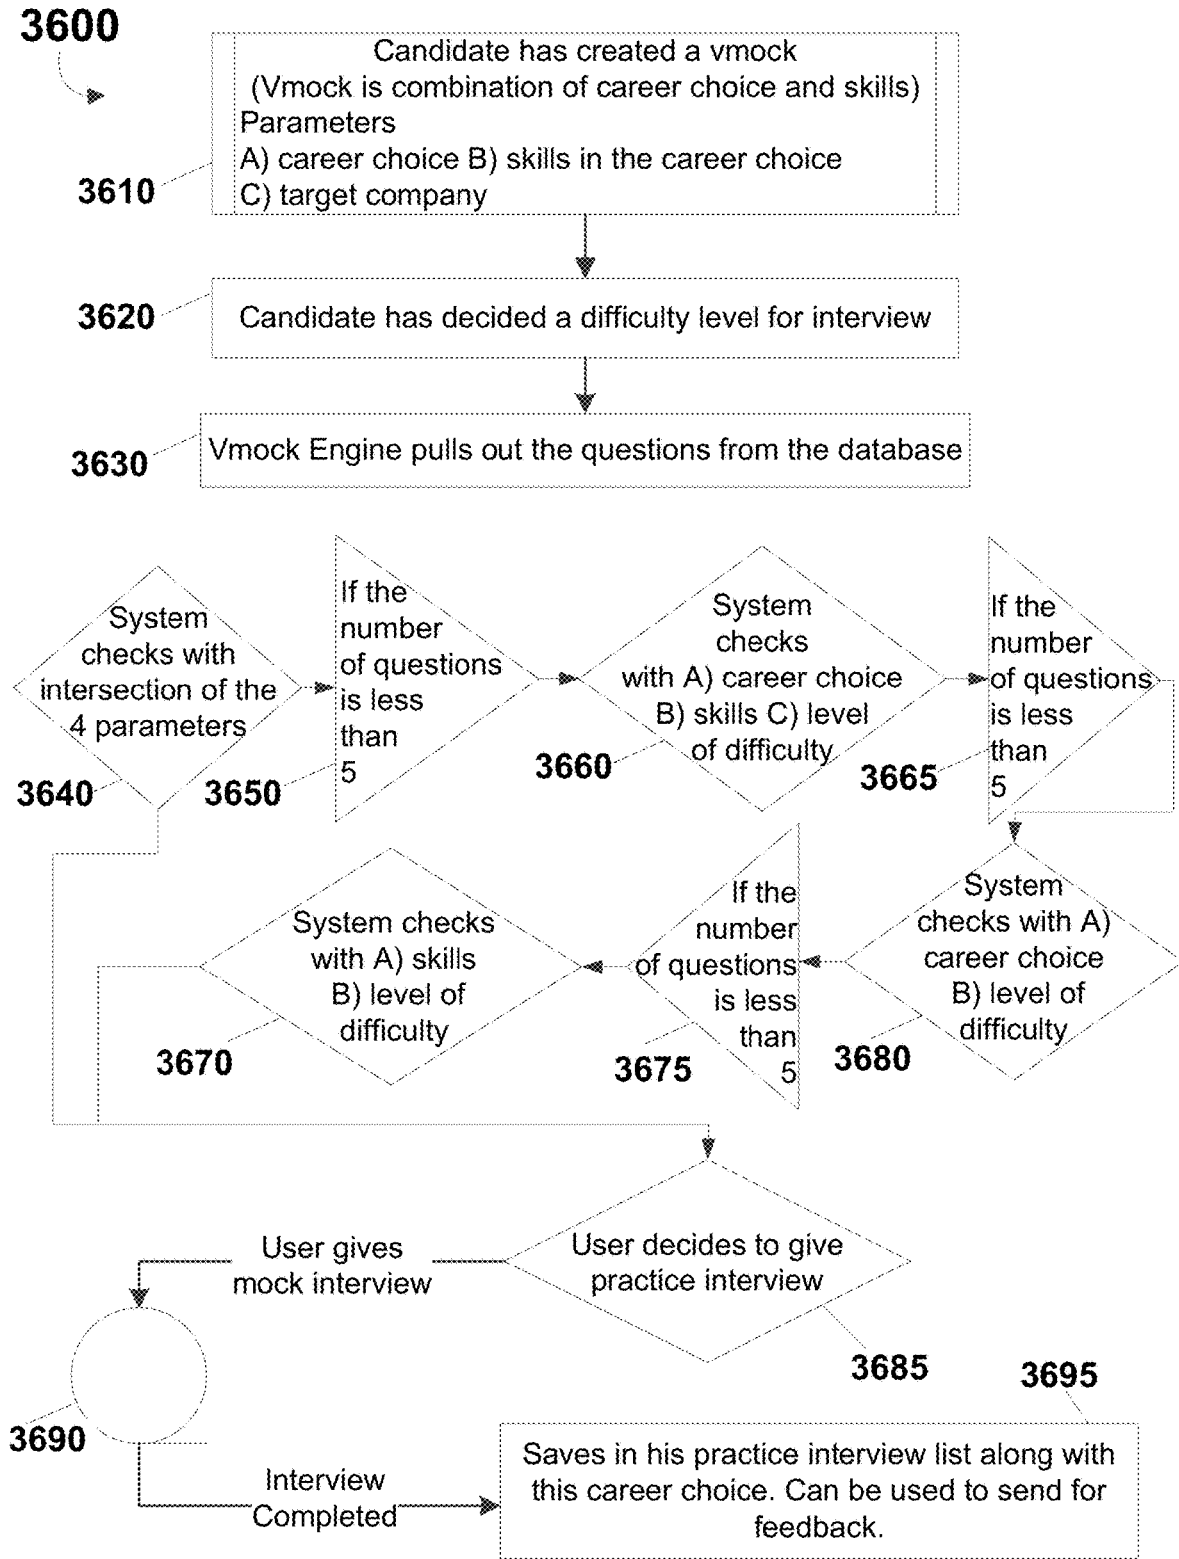 3600
Candidate has created a vmock
(Vmock is combination of career choice and skills)
Parameters
A) career choice B) skills in the career choice
C) target company
3610
3620
Candidate has decided a difficulty level for interview
3630
Vmock Engine pulls out the questions from the database
System
checks with
intersection of the
4 parameters
3640
If the
number
of questions
is less
than
5
3650
System
checks
with A) career choice
B) skills C) level
of difficulty
3660
If the
number
of questions
is less
than
5
3665
System checks
with A) skills
B) level of
difficulty
3670
If the
number
of questions
is less
than
5
3675
System
checks with A)
career choice
B) level of
difficulty
3680
User gives
mock interview
User decides to give
practice interview
3685
3690
3695
Interview
Completed
Saves in his practice interview list along with
this career choice. Can be used to send for
feedback.